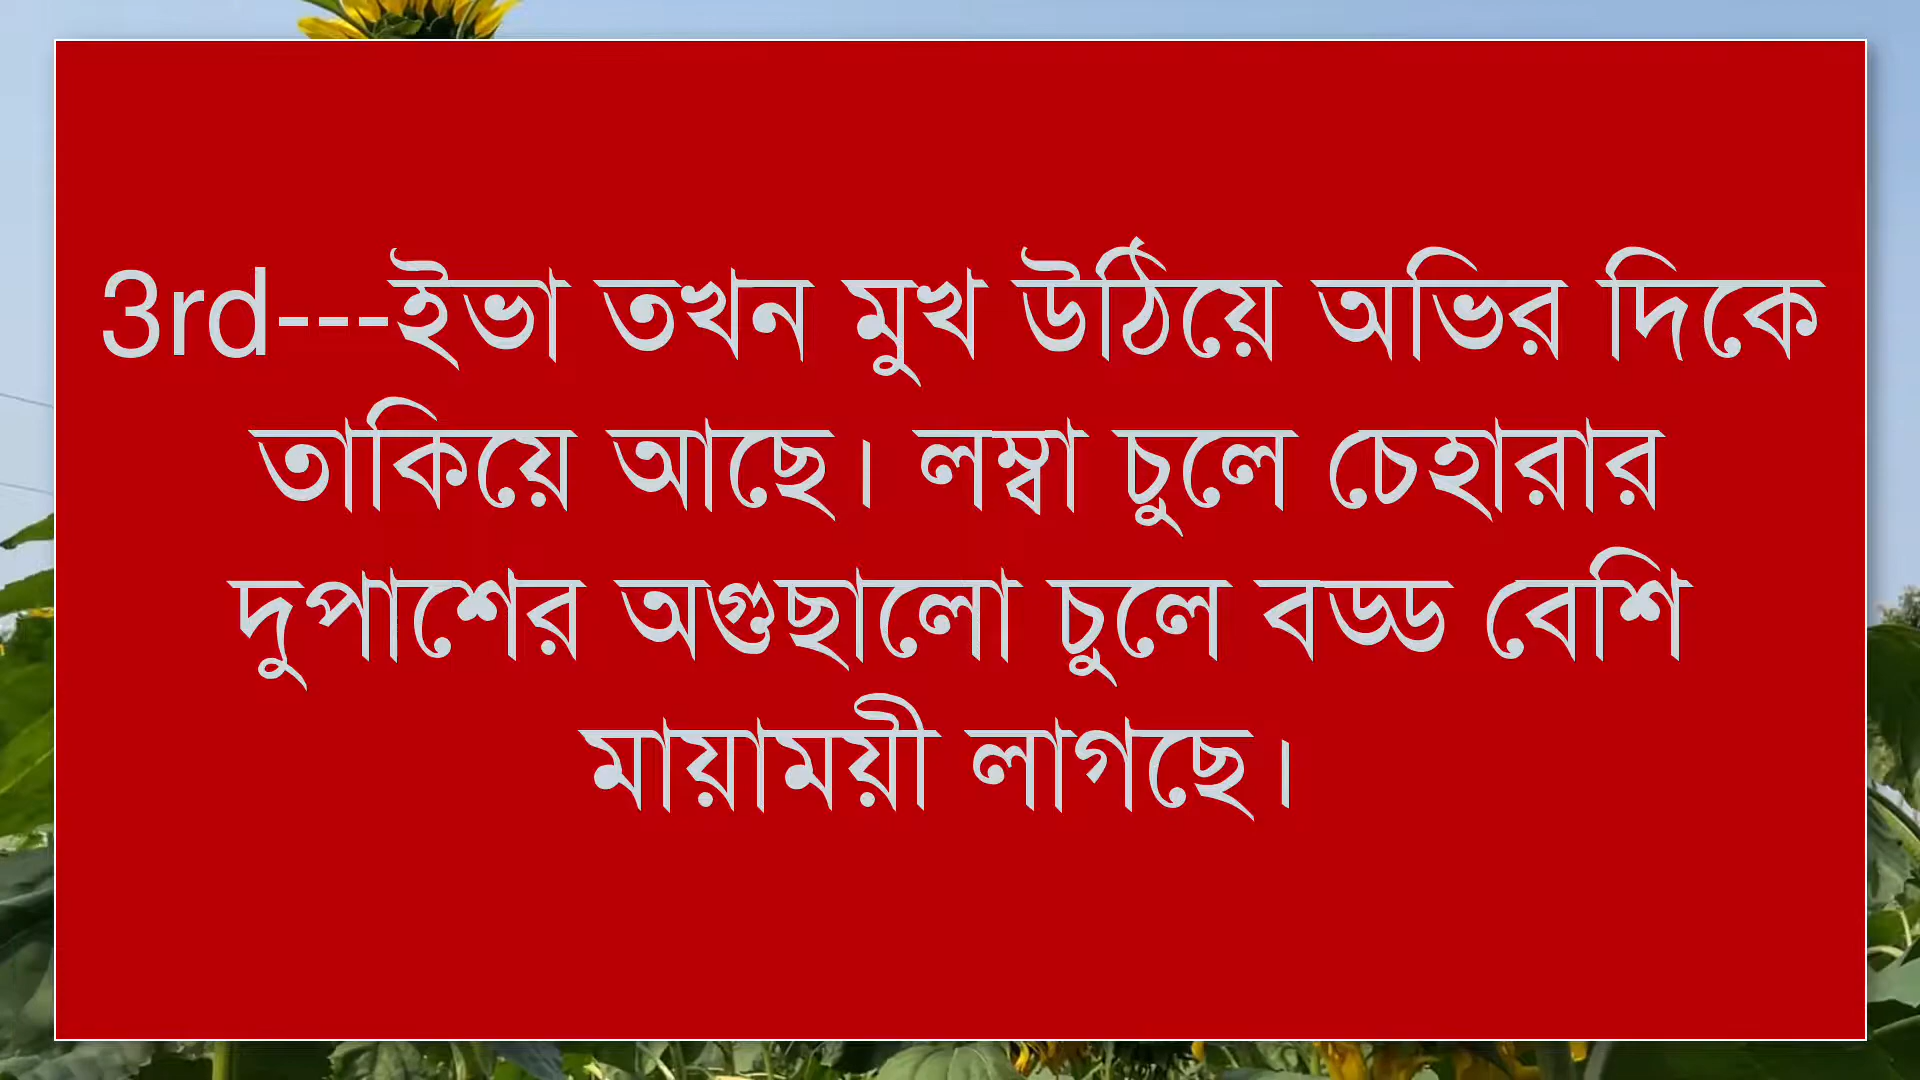 3rd---ইভা তখন মুখ উঠিয়ে অভির দিকে
তাকিয়ে আছে। লম্বা চুলে চেহারার
দুপাশের অগুছালো চুলে বড্ড বেশি
মায়াময়ী লাগছে।